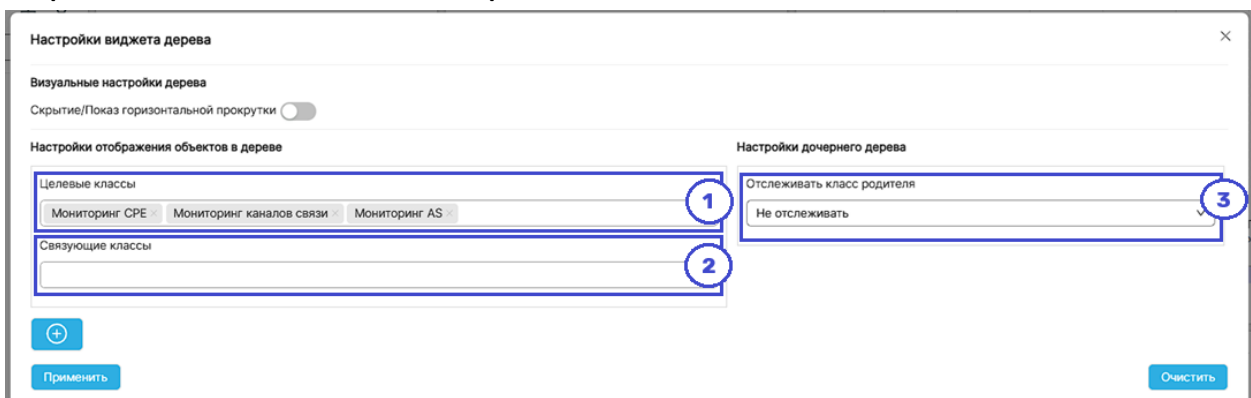 Настройки виджета дерева
Визуальные настройки дерева
Скрытие/Показ горизонтальной прокрутки
Настройки отображения объектов в дереве
Целевые классы
1
Мониторинг CPE × Мониторинг каналов связи × Мониторинг AS ×
Связующие классы
2
Настройки дочернего дерева
Отслеживать класс родителя
3
Не отслеживать
Применить
Очистить